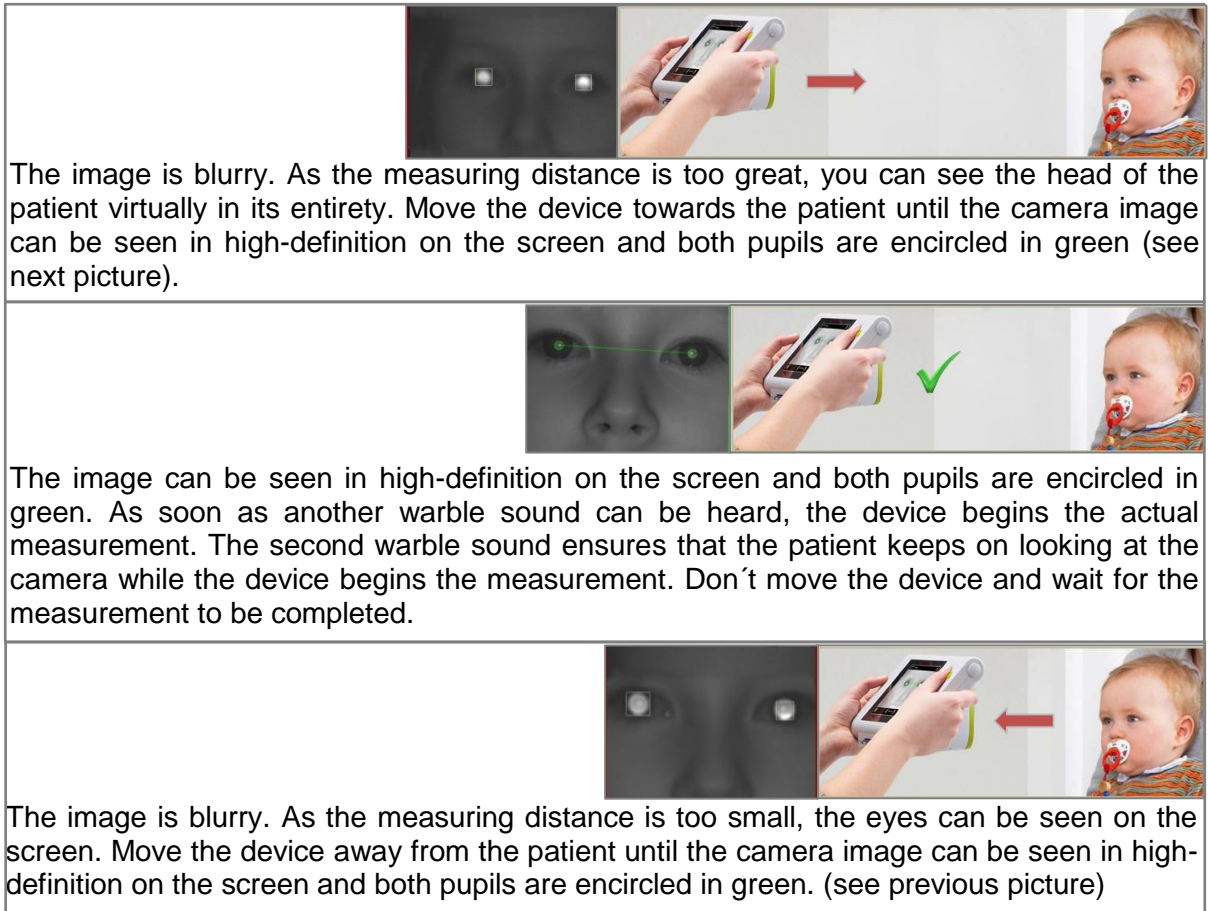 The image is blurry. As the measuring distance is too great, you can see the head of the
patient virtually in its entirety. Move the device towards the patient until the camera image
can be seen in high-definition on the screen and both pupils are encircled in green (see
next picture).
The image can be seen in high-definition on the screen and both pupils are encircled in
green. As soon as another warble sound can be heard, the device begins the actual
measurement. The second warble sound ensures that the patient keeps on looking at the
camera while the device begins the measurement. Don´t move the device and wait for the
measurement to be completed.
The image is blurry. As the measuring distance is too small, the eyes can be seen on the
screen. Move the device away from the patient until the camera image can be seen in high-
definition on the screen and both pupils are encircled in green. (see previous picture)